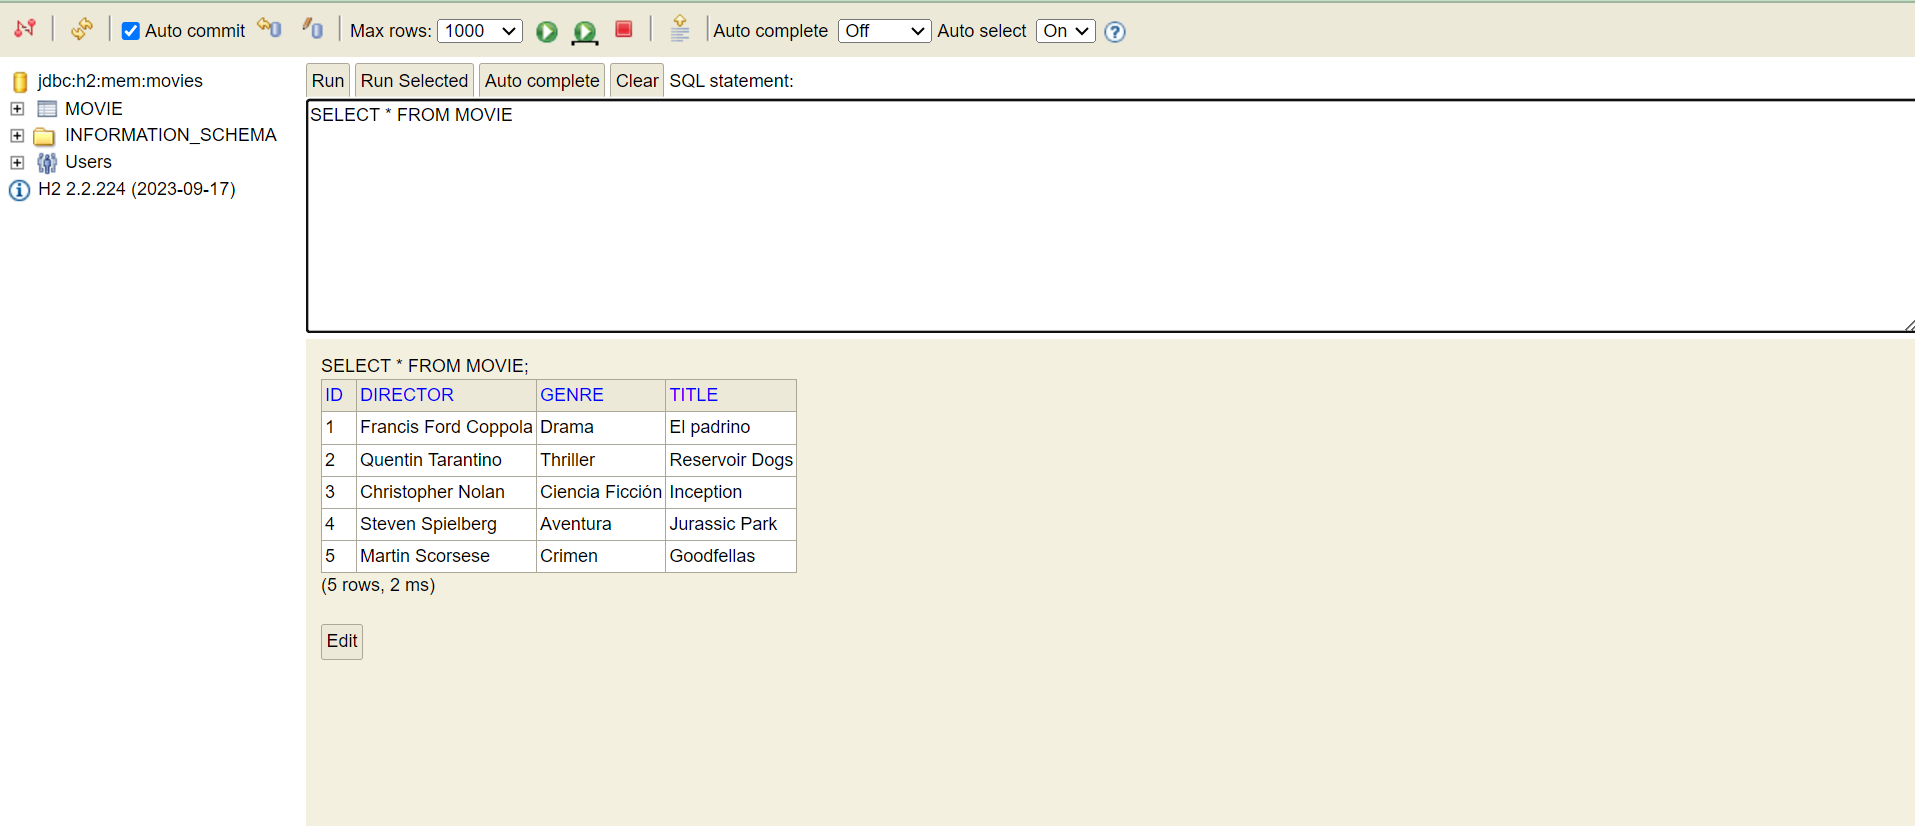 Auto commit Max rows: 1000 Auto complete Off Auto select On
jdbc:h2:mem:movies
MOVIE
INFORMATION_SCHEMA
Users
H2 2.2.224 (2023-09-17)
Run Run Selected Auto complete Clear SQL statement:
SELECT * FROM MOVIE
SELECT * FROM MOVIE;
ID DIRECTOR GENRE TITLE
1 Francis Ford Coppola Drama El padrino
2 Quentin Tarantino Thriller Reservoir Dogs
3 Christopher Nolan Ciencia Ficción Inception
4 Steven Spielberg Aventura Jurassic Park
5 Martin Scorsese Crimen Goodfellas
(5 rows, 2 ms)
Edit